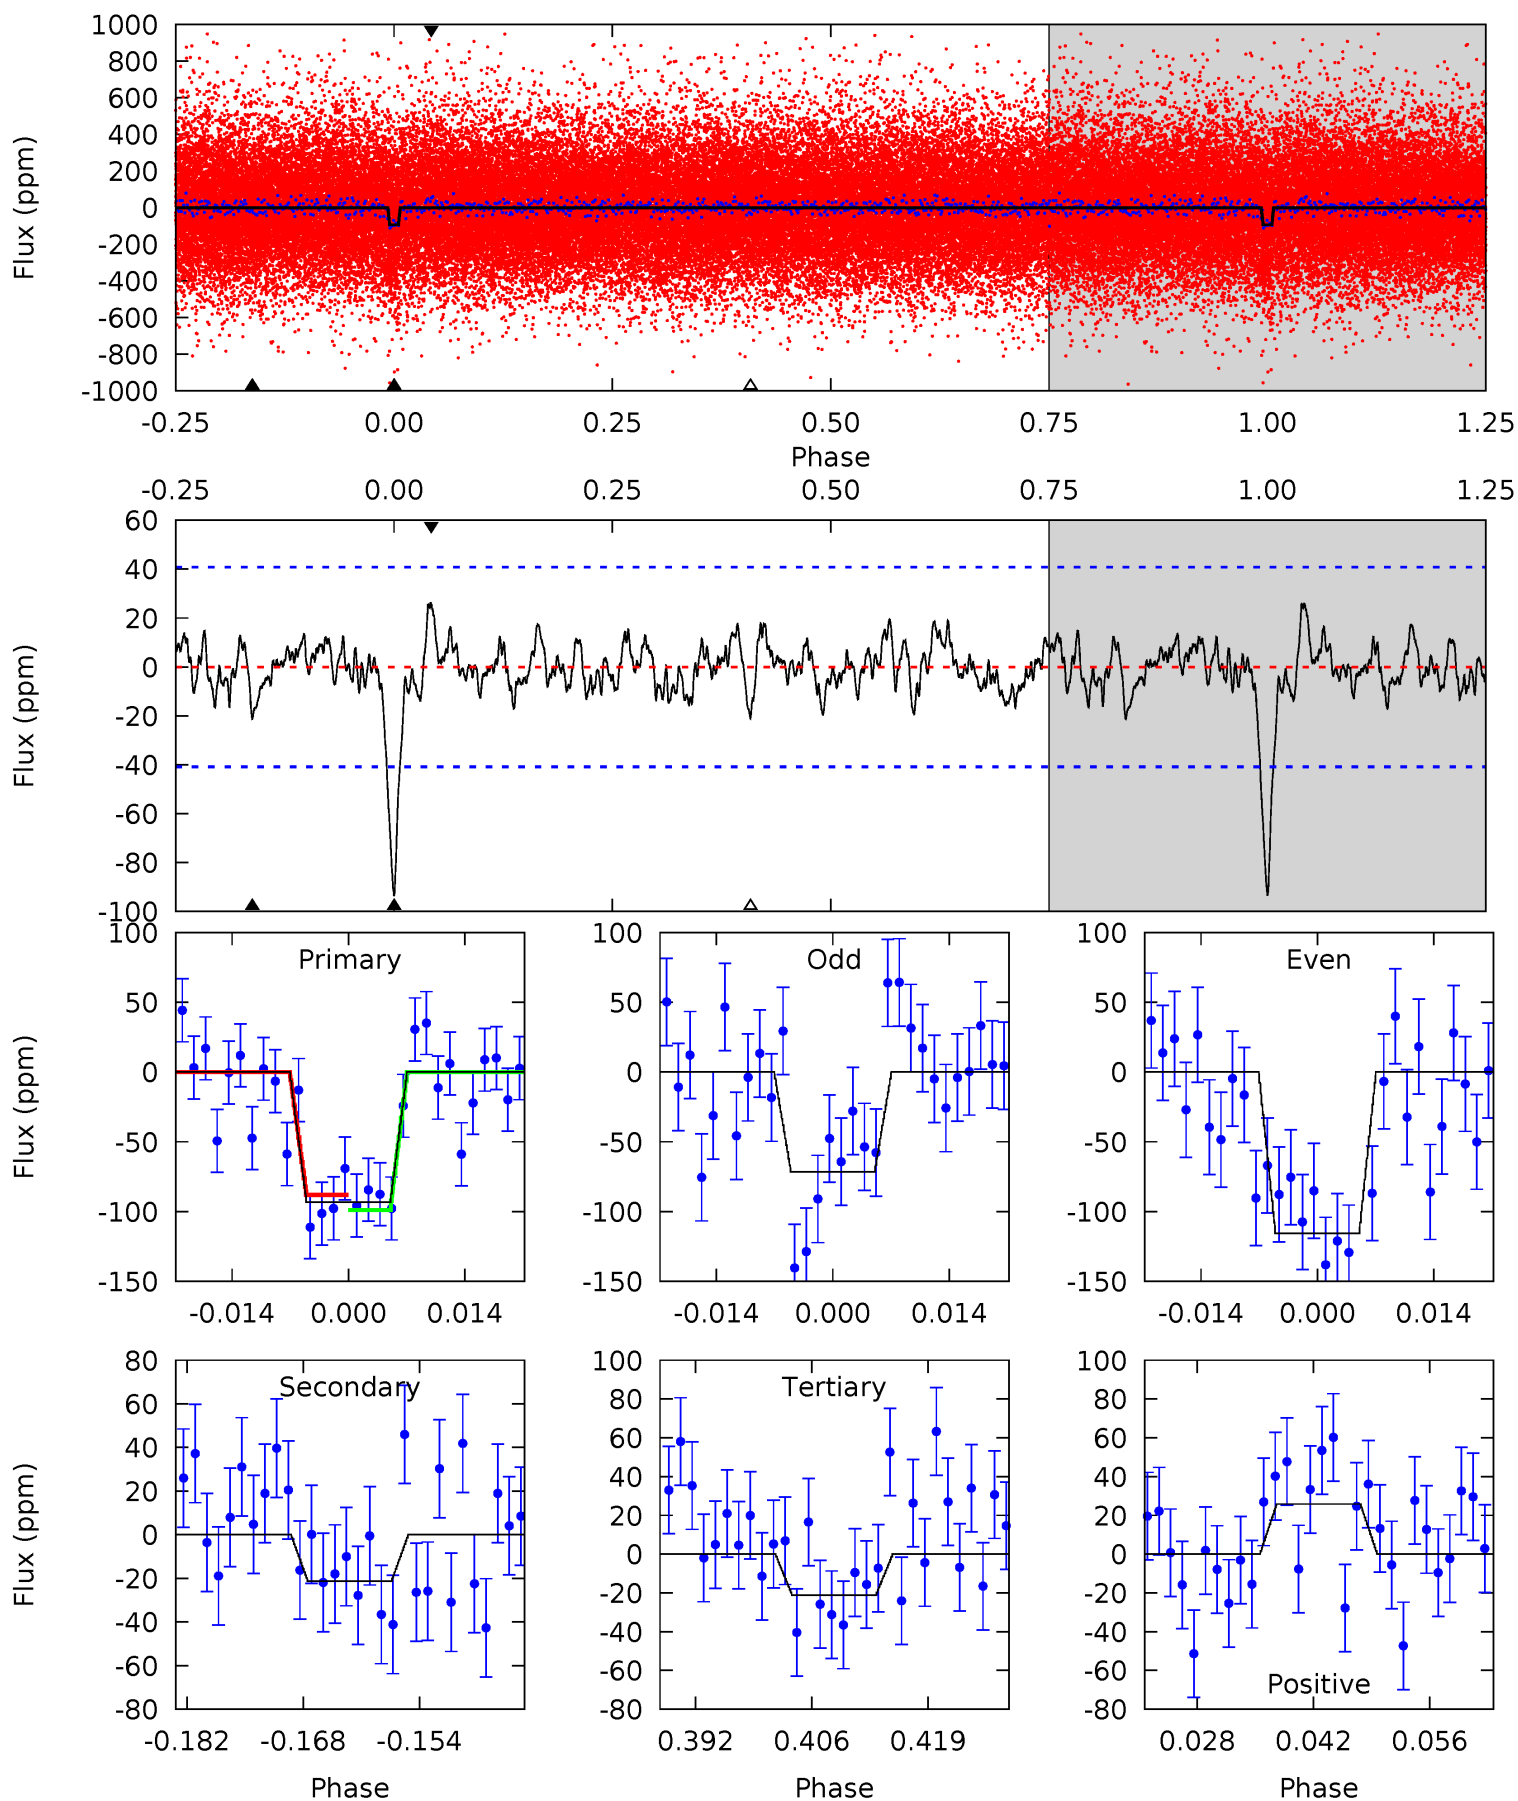 1000
800
600
400
200
0
-200
-400
-600
-800
-1000
Flux (ppm)
-0.25 0.00 0.25 0.50 0.75 1.00 1.25
Phase
-0.25 0.00 0.25 0.50 0.75 1.00 1.25
60
40
20
0
-20
-40
-60
-80
-100
Flux (ppm)
Primary Odd Even
100 100 100
50 50 50
0 0 0
-50 -50 -50
-100 -100 -100
-150 -150 -150
Flux (ppm)
-0.014 0.000 0.014 -0.014 0.000 0.014 -0.014 0.000 0.014
Secondary Tertiary Positive
80 100 100
60 80 80
40 60 60
20 40 40
0 20 20
-20 0 0
-40 -20 -20
-60 -40 -40
-80 -60 -60
-80 -80
Flux (ppm)
-0.182 -0.168 -0.154 0.392 0.406 0.419 0.028 0.042 0.056
Phase Phase Phase